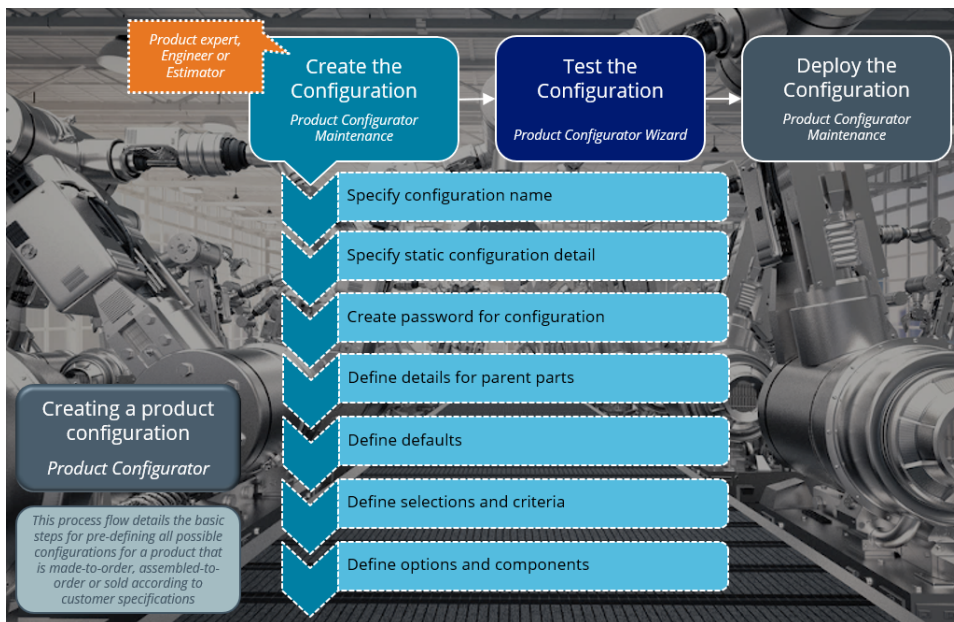 Product expert,
Engineer or
Estimator
Create the
Configuration
Product Configurator
Maintenance
Test the
Configuration
Product Configurator Wizard
Deploy the
Configuration
Product Configurator
Maintenance
Specify configuration name
Specify static configuration detail
Create password for configuration
Define details for parent parts
Define defaults
Define selections and criteria
Define options and components
Creating a product
configuration
Product Configurator
This process flow details the basic
steps for pre-defining all possible
configurations for a product that
is made-to-order, assembled-to-
order or sold according to
customer specifications